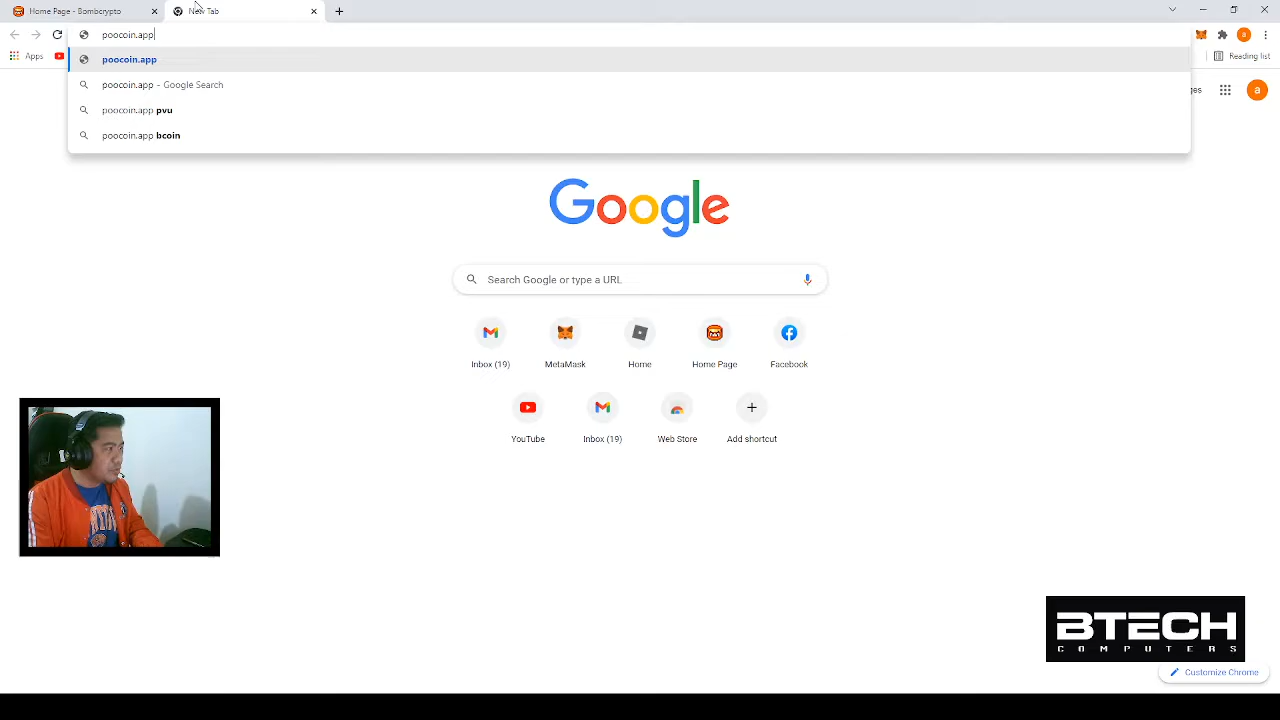 Home Page - Bombcrypto
New Tab
poocoin.app
Apps
Reading list
poocoin.app
poocoin.app - Google Search
poocoin.app pvu
poocoin.app bcoin
ges
a
a
Google
Search Google or type a URL
Inbox (19)
MetaMask
Home
Home Page
Facebook
YouTube
Inbox (19)
Web Store
Add shortcut
BTECH
COMPUTERS
Customize Chrome